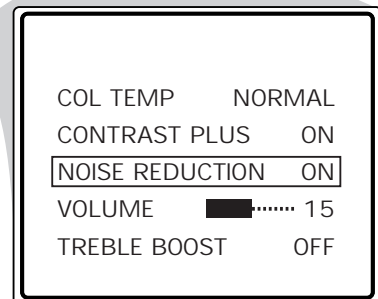 COL TEMP NORMAL
CONTRAST PLUS ON
NOISE REDUCTION ON
VOLUME 15
TREBLE BOOST OFF